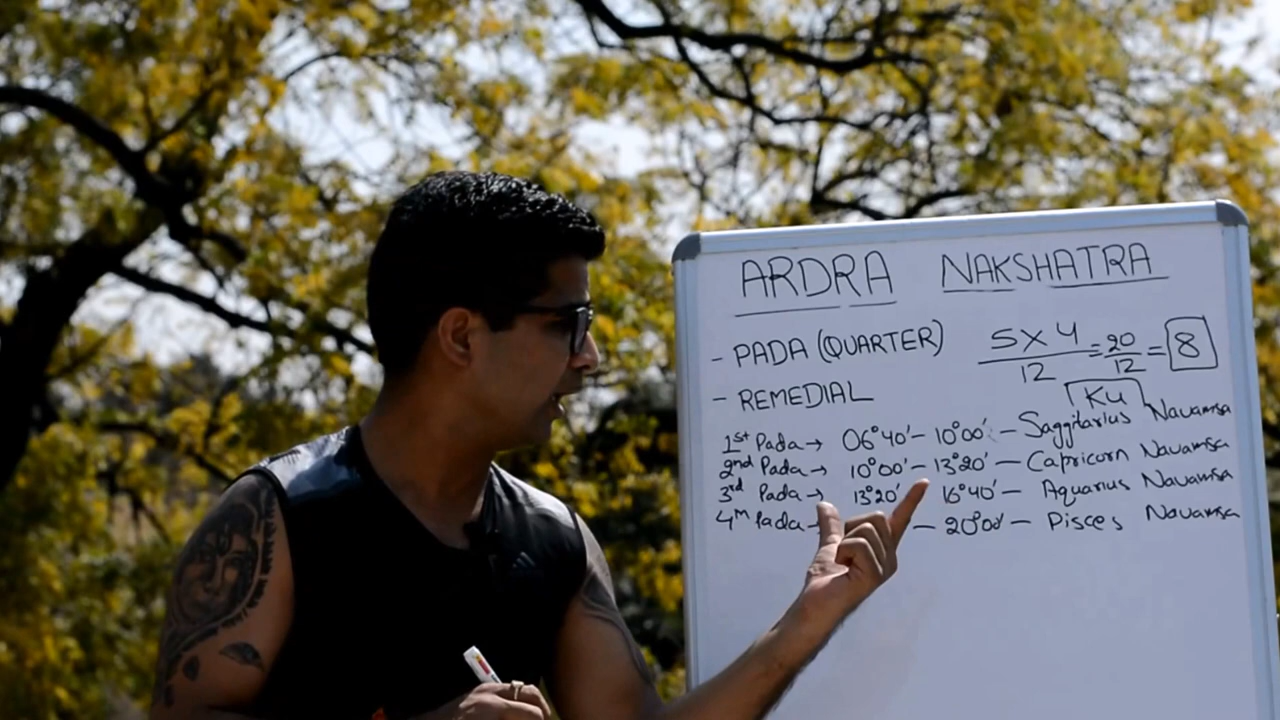 ARDRA NAKSHATRA
- PADA (QUARTER)
5X4/12 = 20/12 = 8
- REMEDIAL
Ku
1st Pada → 06°40'- 10°00' - Saggitarius Navamsa
2nd Pada → 10°00' - 13°20' - Capricorn Navamsa
3rd Pada → 13°20' 16°40' - Aquarius Navamsa
4th Pada - 20°00' - Pisces Navamsa